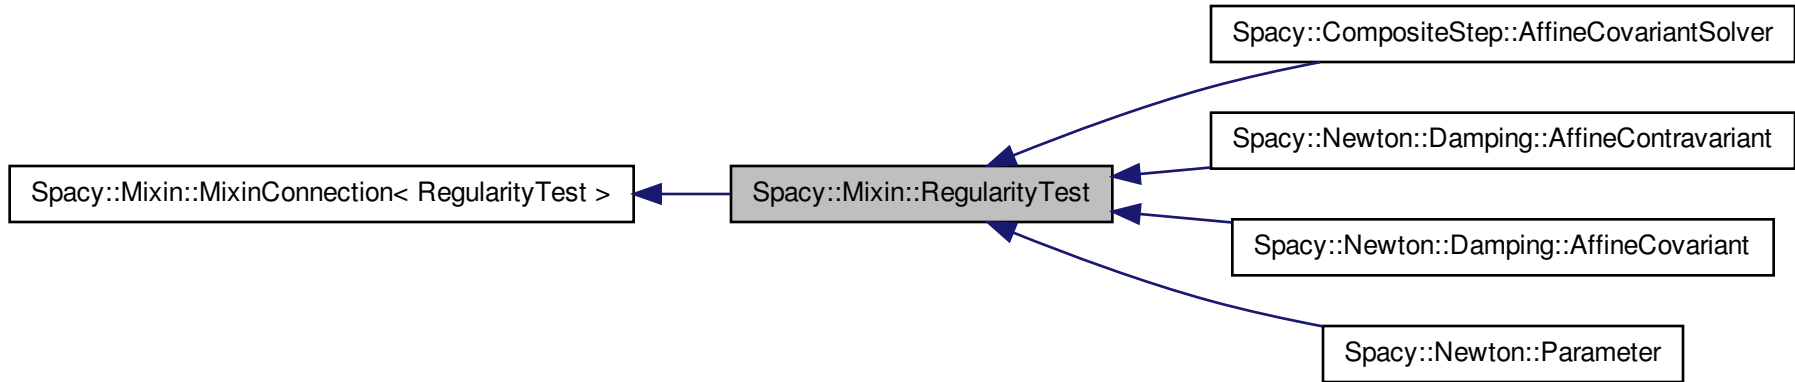 Spacy::CompositeStep::AffineCovariantSolver
Spacy::Newton::Damping::AffineContravariant
Spacy::Mixin::MixinConnection< RegularityTest >
Spacy::Mixin::RegularityTest
Spacy::Newton::Damping::AffineCovariant
Spacy::Newton::Parameter